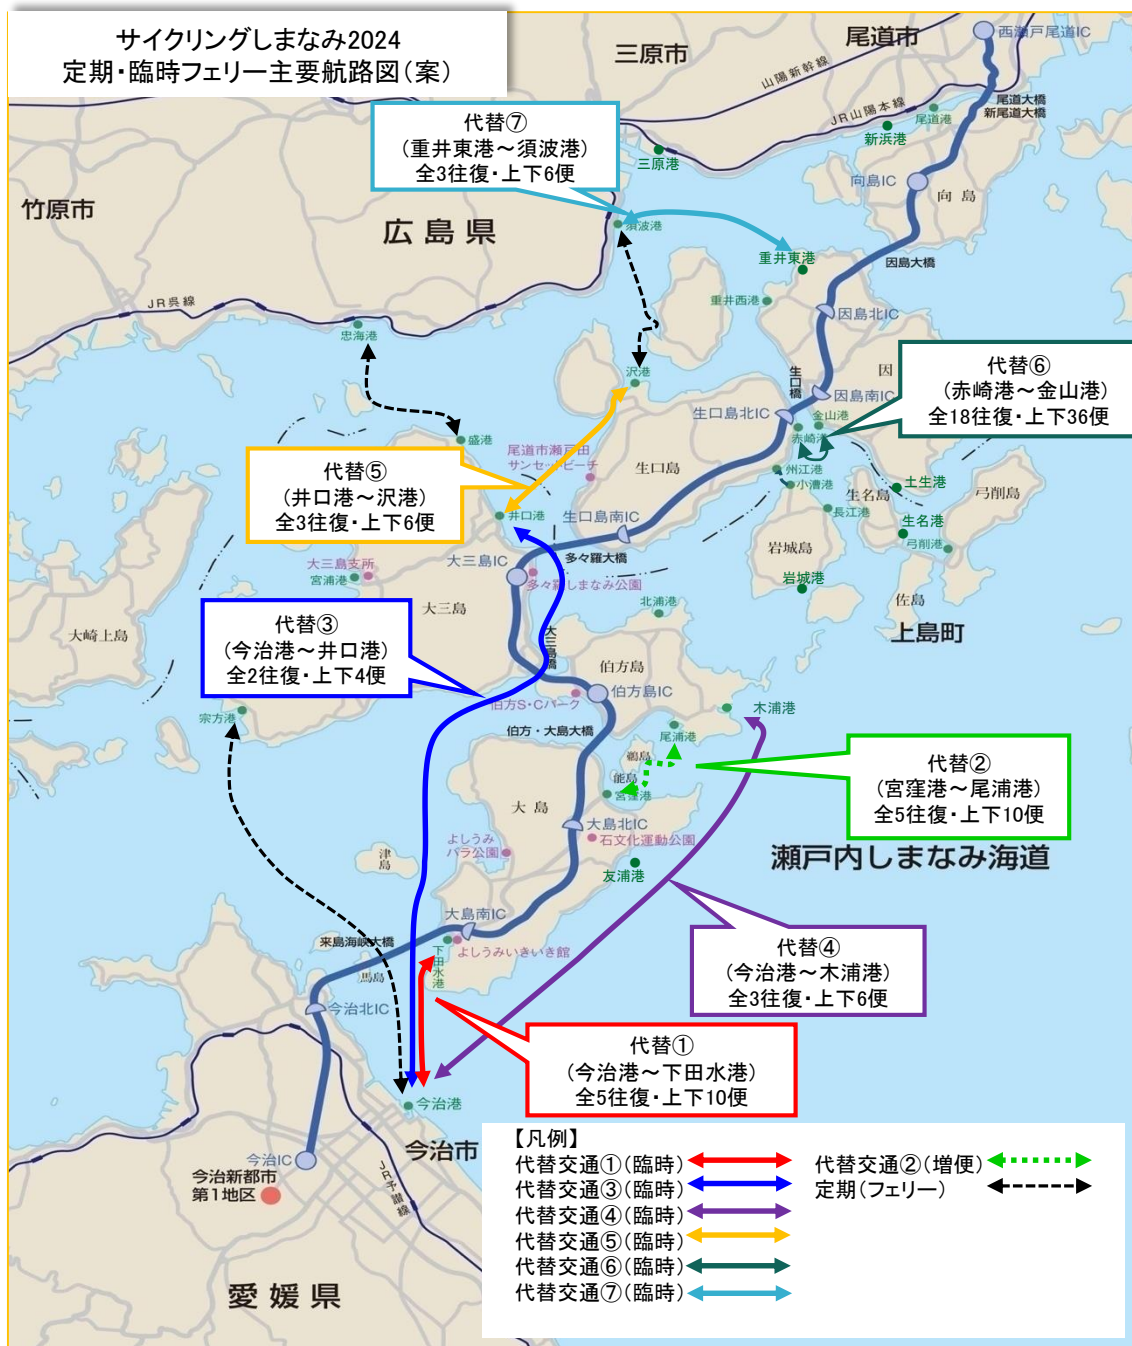 サイクリングしまなみ2024
定期・臨時フェリー主要航路図(案)
三原市
尾道市
西瀬戸尾道IC
山陽新幹線
JR山陽本線
尾道大橋
新尾道大橋
尾道港
新浜港
三原港
代替⑦
(重井東港～須波港)
全3往復・上下6便
向島IC
向島
竹原市
広島県
須波港
重井東港
因島大橋
JR呉線
重井西港
因島北IC
忠海港
代替⑥
(赤崎港～金山港)
全18往復・上下36便
生口橋
因
沢港
因島南IC
生口島北IC
金山港
赤崎港
盛港
尾道市瀬戸田
サンセットビーチ
生口島
代替⑤
(井口港～沢港)
全3往復・上下6便
州江港
小漕港
土生港
生名島
弓削島
長江港
井口港
生口島南IC
生名港
弓削港
岩城島
多々羅大橋
大三島IC
大三島支所
宮浦港
多々羅しまなみ公園
岩城港
佐島
大三島
北浦港
上島町
代替③
(今治港～井口港)
全2往復・上下4便
大崎上島
大三島橋
伯方島
伯方島IC
伯方S・Cパーク
木浦港
宗方港
伯方・大島大橋
尾浦港
鵜島
能島
宮窪港
代替②
(宮窪港～尾浦港)
全5往復・上下10便
大島
大島北IC
石文化運動公園
よしうみ
バラ公園
津島
友浦港
瀬戸内しまなみ海道
大島南IC
来島海峡大橋
よしうみいきいき館
下田水港
馬島
代替④
(今治港～木浦港)
全3往復・上下6便
今治北IC
代替①
(今治港～下田水港)
全5往復・上下10便
今治港
今治市
今治IC
今治新都市
第1地区
JR予讃線
愛媛県
【凡例】
代替交通①(臨時)
代替交通③(臨時)
代替交通④(臨時)
代替交通⑤(臨時)
代替交通⑥(臨時)
代替交通⑦(臨時)
代替交通②(増便)
定期(フェリー)